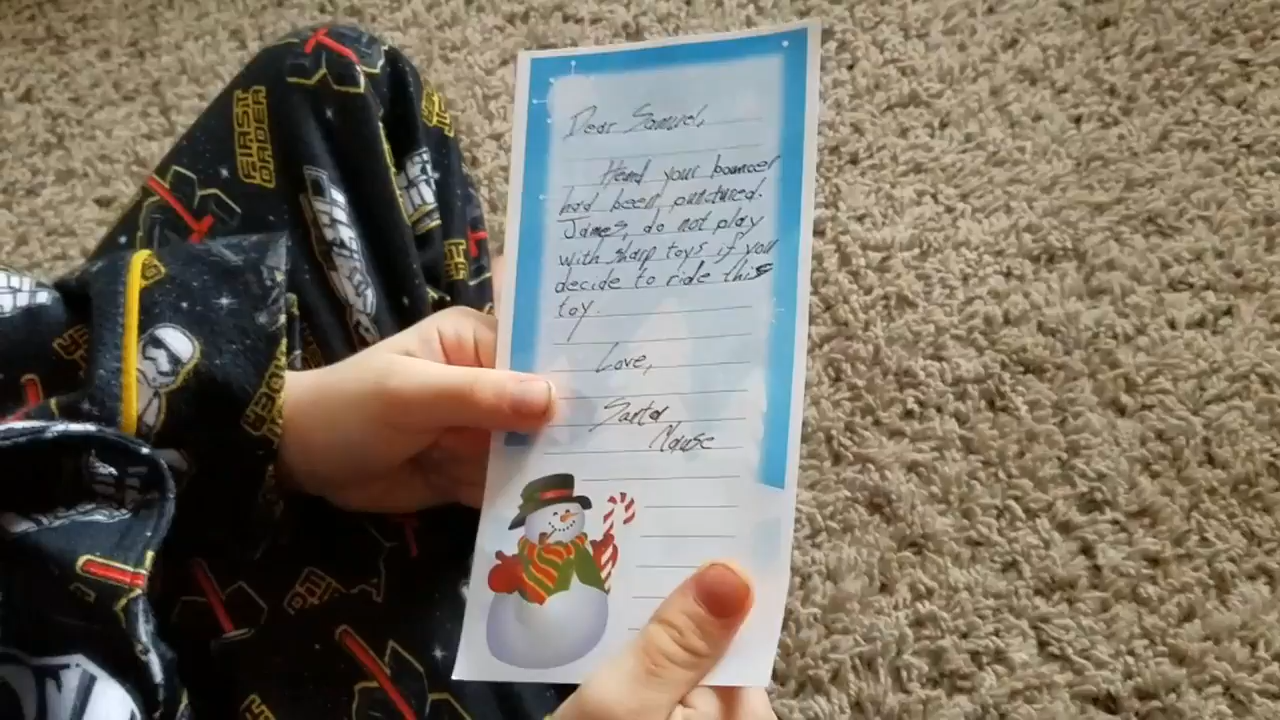 FIRST
ORDER
Dear Samuel,
Heard your bouncer
had been punctured.
James, do not play
with sharp toys if you
decide to ride this
toy.
Love,
Santa
Mouse